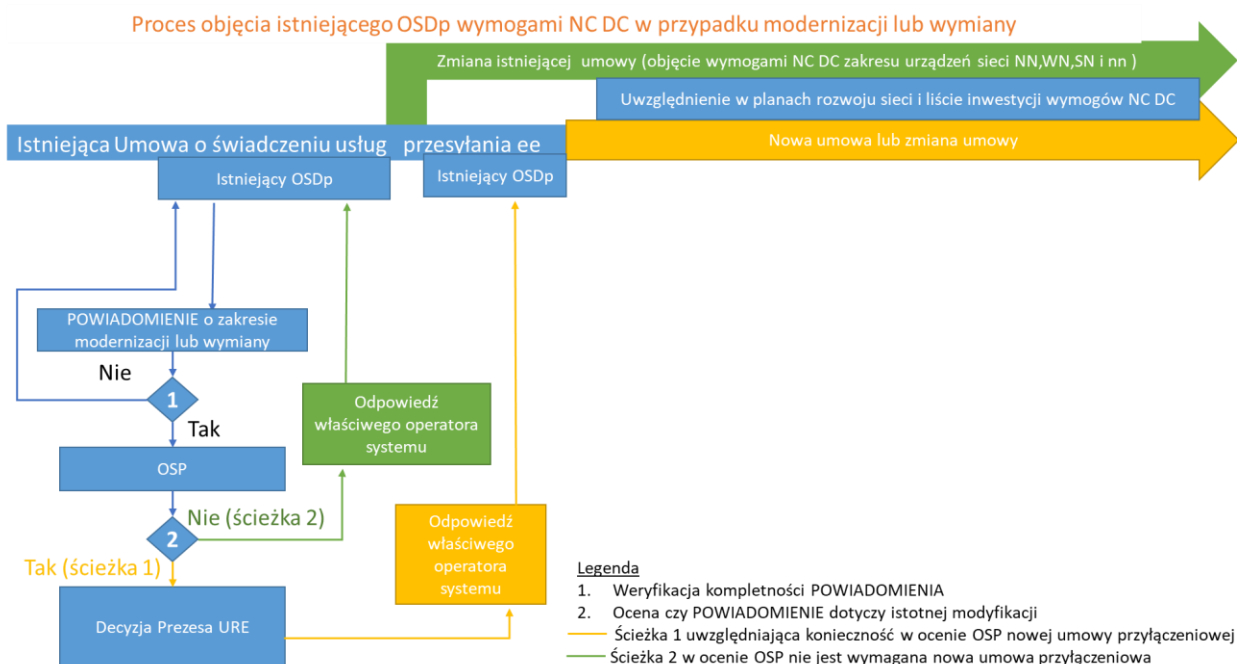 Proces objęcia istniejącego OSDp wymogami NC DC w przypadku modernizacji lub wymiany
Zmiana istniejącej umowy (objęcie wymogami NC DC zakresu urządzeń sieci NN,WN,SN i nn )
Uwzględnienie w planach rozwoju sieci i liście inwestycji wymogów NC DC
Istniejąca Umowa o świadczeniu usług przesyłania ee
Nowa umowa lub zmiana umowy
Istniejący OSDp
Istniejący OSDp
POWIADOMIENIE o zakresie
modernizacji lub wymiany
Nie
1
Tak
Odpowiedź
właściwego operatora
systemu
OSP
Nie (ścieżka 2)
2
Tak (ścieżka 1)
Odpowiedź
właściwego
operatora
systemu
Decyzja Prezesa URE
Legenda
1. Weryfikacja kompletności POWIADOMIENIA
2. Ocena czy POWIADOMIENIE dotyczy istotnej modyfikacji
Ścieżka 1 uwzględniająca konieczność w ocenie OSP nowej umowy przyłączeniowej
Ścieżka 2 w ocenie OSP nie jest wymagana nowa umowa przyłączeniowa